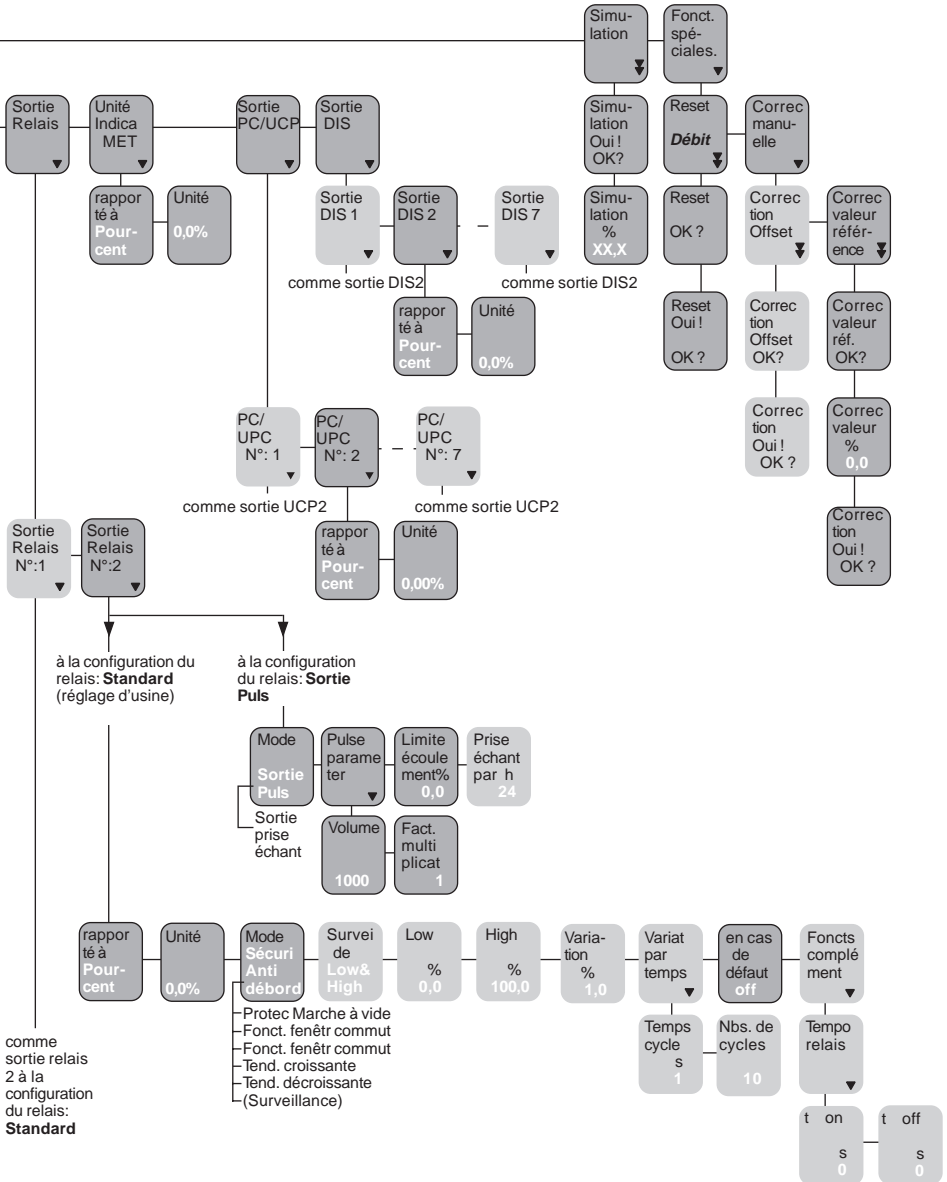 Simu-
lation
Fonct.
spé-
ciales.
Sortie
Relais
Unité
Indica
MET
Sortie
PC/UCP
Sortie
DIS
Simu-
lation
Oui !
OK?
Reset
Débit
Correc
manu-
elle
rappor
té à
Pour-
cent
Unité
0,0%
Sortie
DIS 1
Sortie
DIS 2
Sortie
DIS 7
Simu-
lation
%
XX,X
Reset
OK ?
Correc
tion
Offset
Correc
valeur
référ-
ence
comme sortie DIS2
comme sortie DIS2
rappor
té à
Pour-
cent
Unité
0,0%
Reset
Oui !
OK ?
Correc
tion
Offset
OK?
Correc
valeur
réf.
OK?
PC/
UPC
N°: 1
PC/
UPC
N°: 2
PC/
UPC
N°: 7
Correc
tion
Oui !
OK ?
Correc
valeur
%
0,0
comme sortie UCP2
comme sortie UCP2
Sortie
Relais
N°:1
Sortie
Relais
N°:2
rappor
té à
Pour-
cent
Unité
0,00%
Correc
tion
Oui !
OK ?
à la configuration du
relais: Standard
(réglage d'usine)
à la configuration
du relais: Sortie
Puls
Mode
Sortie
Puls
Pulse
parame
ter
Limite
écoule
ment%
0,0
Prise
échant
par h
24
Sortie
prise
échant
Volume
1000
Fact.
multi
plicat
1
rappor
té à
Pour-
cent
Unité
0,0%
Mode
Sécuri
Anti
débord
Survei
de
Low&
High
Low
%
0,0
High
%
100,0
Varia-
tion
%
1,0
Variat
par
temps
en cas
de
défaut
off
Foncts
complé
ment
Protec Marche à vide
Fonct. fenêtr commut
Fonct. fenêtr commut
Tend. croissante
Tend. décroissante
(Surveillance)
Temps
cycle
s
1
Nbs. de
cycles
10
Tempo
relais
comme
sortie relais
2 à la
configuration
du relais:
Standard
t on
s
0
t off
s
0